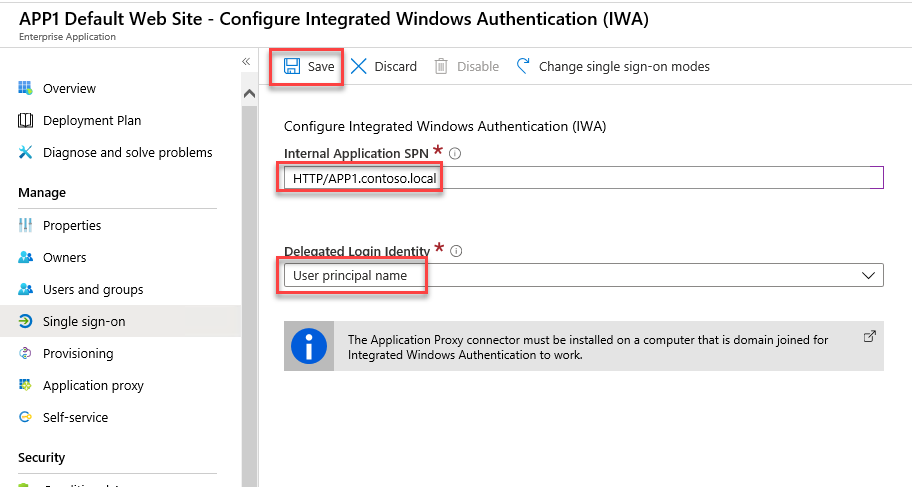 APP1 Default Web Site - Configure Integrated Windows Authentication (IWA)
Enterprise Application
«
Save Discard Disable Change single sign-on modes
Overview
Deployment Plan
Diagnose and solve problems
Manage
Properties
Owners
Users and groups
Single sign-on
Provisioning
Application proxy
Self-service
Security
Configure Integrated Windows Authentication (IWA)
Internal Application SPN *
HTTP/APP1.contoso.local
Delegated Login Identity *
User principal name
The Application Proxy connector must be installed on a computer that is domain joined for
Integrated Windows Authentication to work.